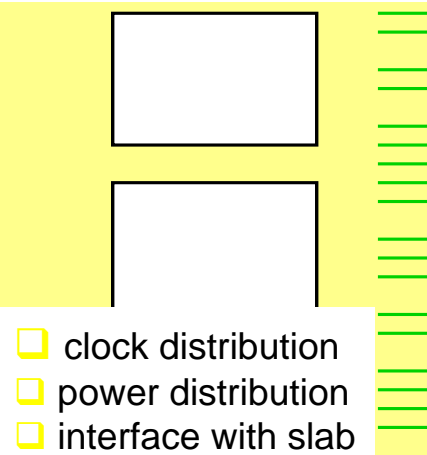 ❑ clock distribution
❑ power distribution
❑ interface with slab